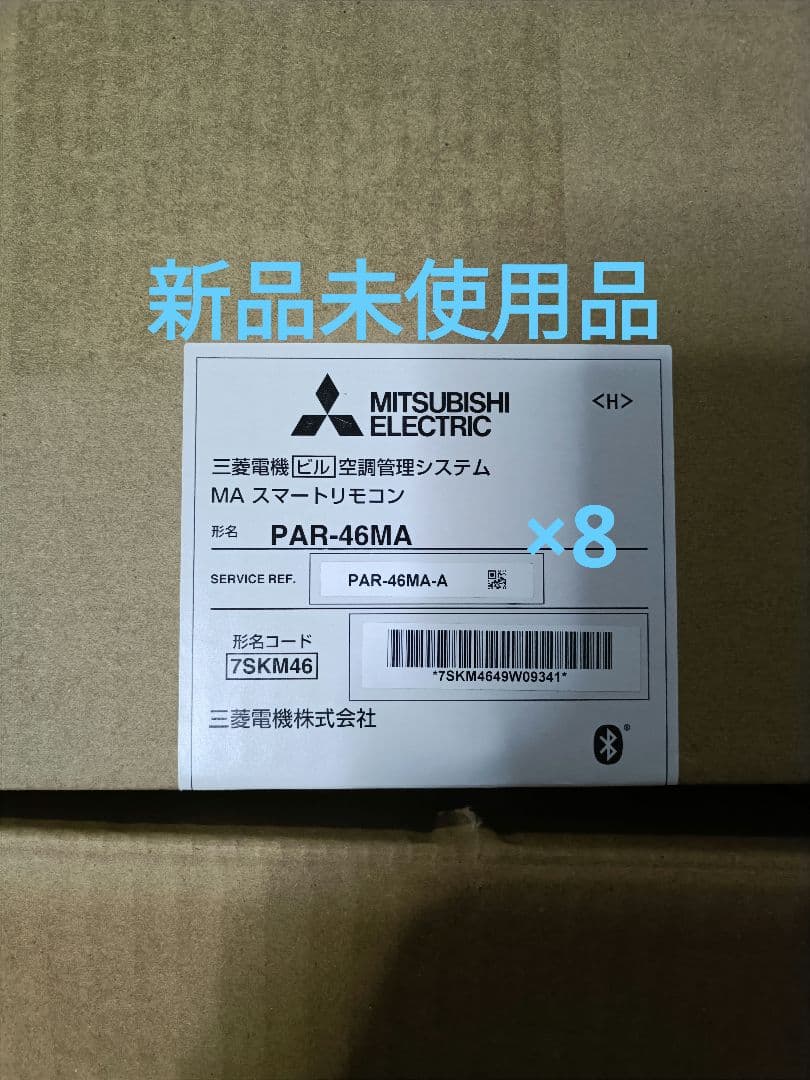 新品未使用品
MITSUBISHI
ELECTRIC
<H>
三菱電機 ビル 空調管理システム
MA スマートリモコン
形名 PAR-46MA
×8
SERVICE REF. PAR-46MA-A
形名コード
7SKM46
*7SKM4649W09341*
三菱電機株式会社
®